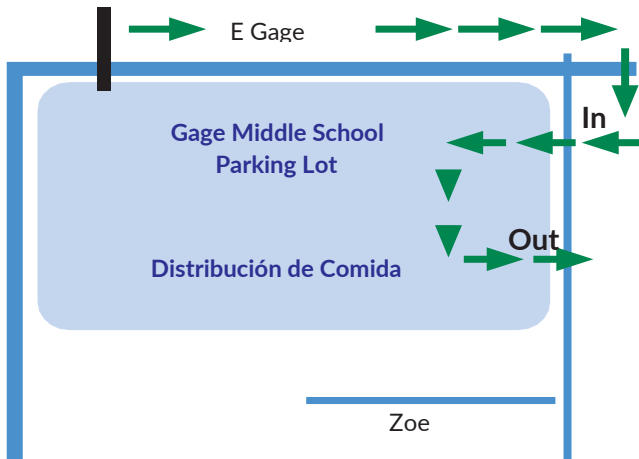 E Gage
In
Gage Middle School
Parking Lot
Out
Distribución de Comida
Zoe